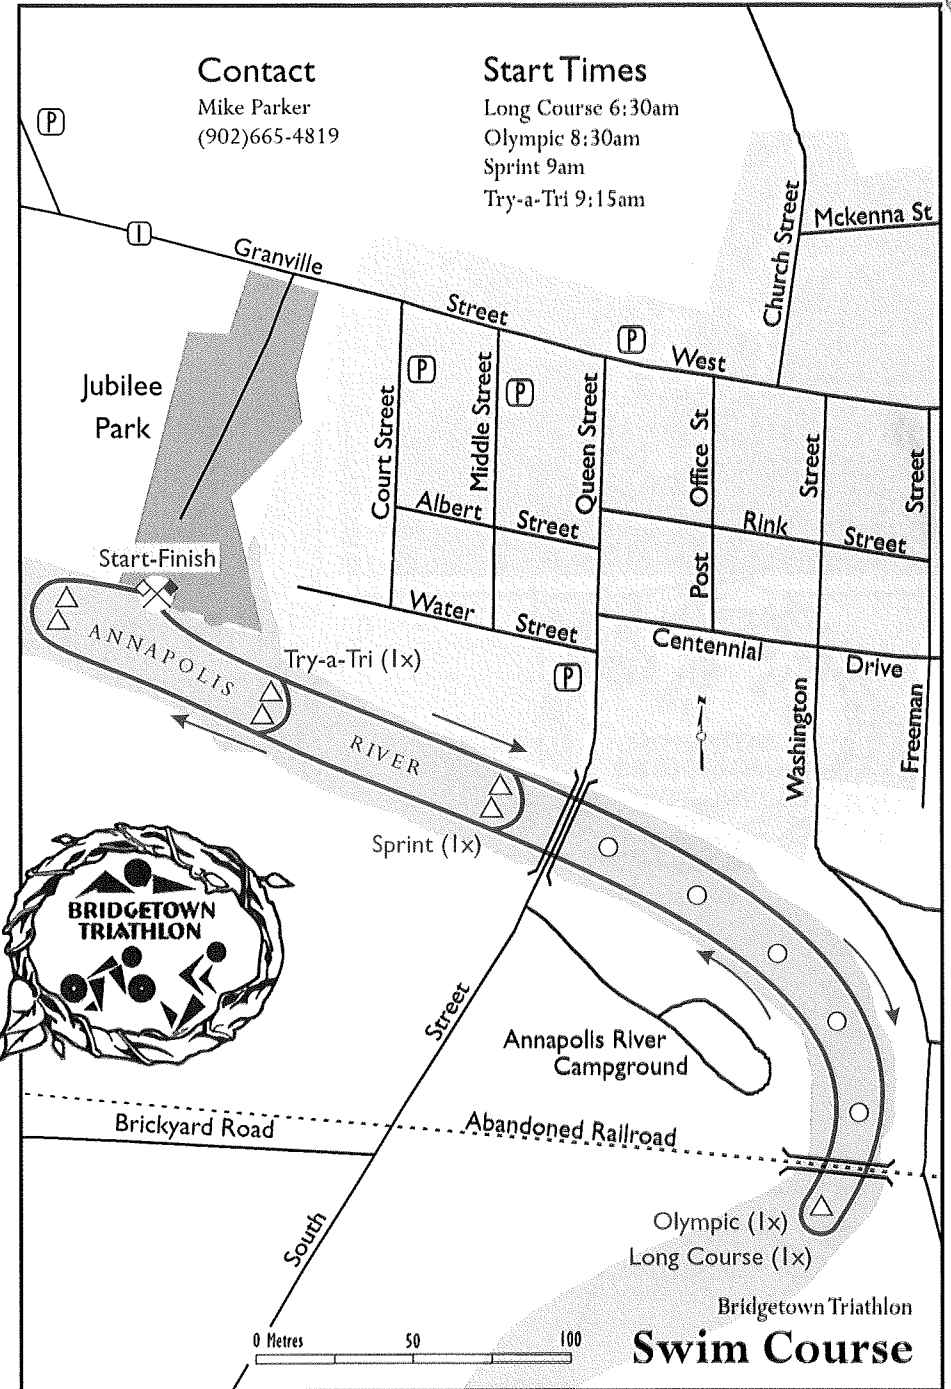 Contact
Mike Parker
(902)665-4819
Start Times
Long Course 6:30am
Olympic 8:30am
Sprint 9am
Try-a-Tri 9:15am
P
1
Granville
Street
West
Church Street
Mckenna St
P
P
P
Jubilee
Park
Court Street
Middle Street
Queen Street
Office St
Post
Street
Street
Albert
Street
Rink
Street
Start-Finish
Water
Street
Centennial
Drive
ANNAPOLIS
RIVER
Try-a-Tri (1x)
P
N
Washington
Freeman
Sprint (1x)
BRIDGETOWN
TRIATHLON
Street
Annapolis River
Campground
Brickyard Road
Abandoned Railroad
South
Olympic (1x)
Long Course (1x)
Bridgetown Triathlon
Swim Course
0 Metres
50
100